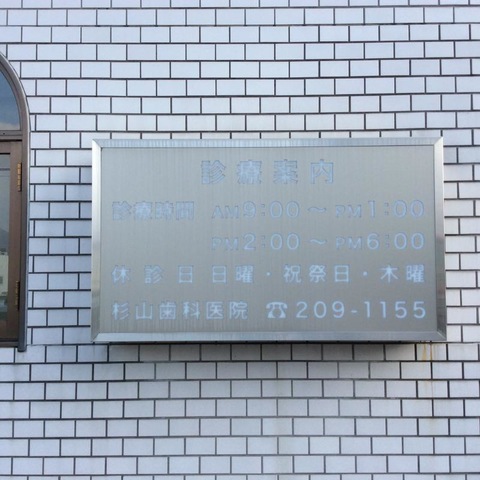 診療案内
診療時間 AM9:00～PM1:00
PM2:00～PM6:00
休診日 日曜・祝祭日・木曜
杉山歯科医院 ☎209-1155